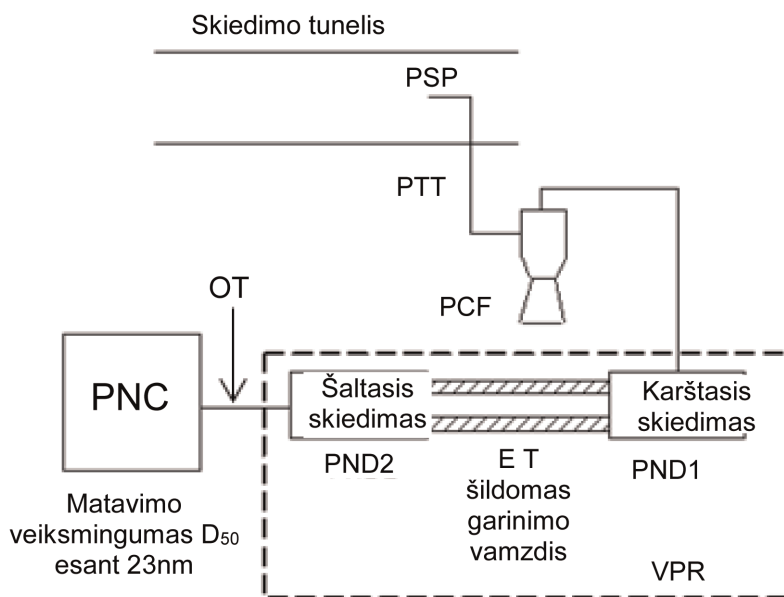 Skiedimo tunelis
PSP
PTT
PCF
OT
PNC
Šaltasis
skiedimas
Karštasis
skiedimas
PND2
E T
šildomas
garinimo
vamzdis
PND1
Matavimo
veiksmingumas D₅₀
esant 23nm
VPR